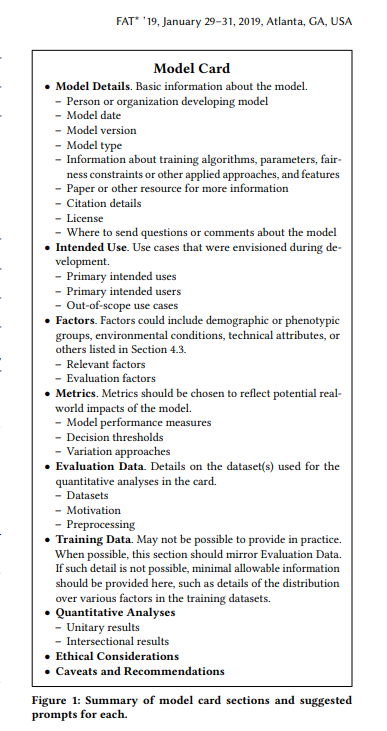 FAT* ’19, January 29–31, 2019, Atlanta, GA, USA
Model Card
• Model Details. Basic information about the model.
– Person or organization developing model
– Model date
– Model version
– Model type
– Information about training algorithms, parameters, fair-
ness constraints or other applied approaches, and features
– Paper or other resource for more information
– Citation details
– License
– Where to send questions or comments about the model
• Intended Use. Use cases that were envisioned during de-
velopment.
– Primary intended uses
– Primary intended users
– Out-of-scope use cases
• Factors. Factors could include demographic or phenotypic
groups, environmental conditions, technical attributes, or
others listed in Section 4.3.
– Relevant factors
– Evaluation factors
• Metrics. Metrics should be chosen to reflect potential real-
world impacts of the model.
– Model performance measures
– Decision thresholds
– Variation approaches
• Evaluation Data. Details on the dataset(s) used for the
quantitative analyses in the card.
– Datasets
– Motivation
– Preprocessing
• Training Data. May not be possible to provide in practice.
When possible, this section should mirror Evaluation Data.
If such detail is not possible, minimal allowable information
should be provided here, such as details of the distribution
over various factors in the training datasets.
• Quantitative Analyses
– Unitary results
– Intersectional results
• Ethical Considerations
• Caveats and Recommendations
Figure 1: Summary of model card sections and suggested
prompts for each.